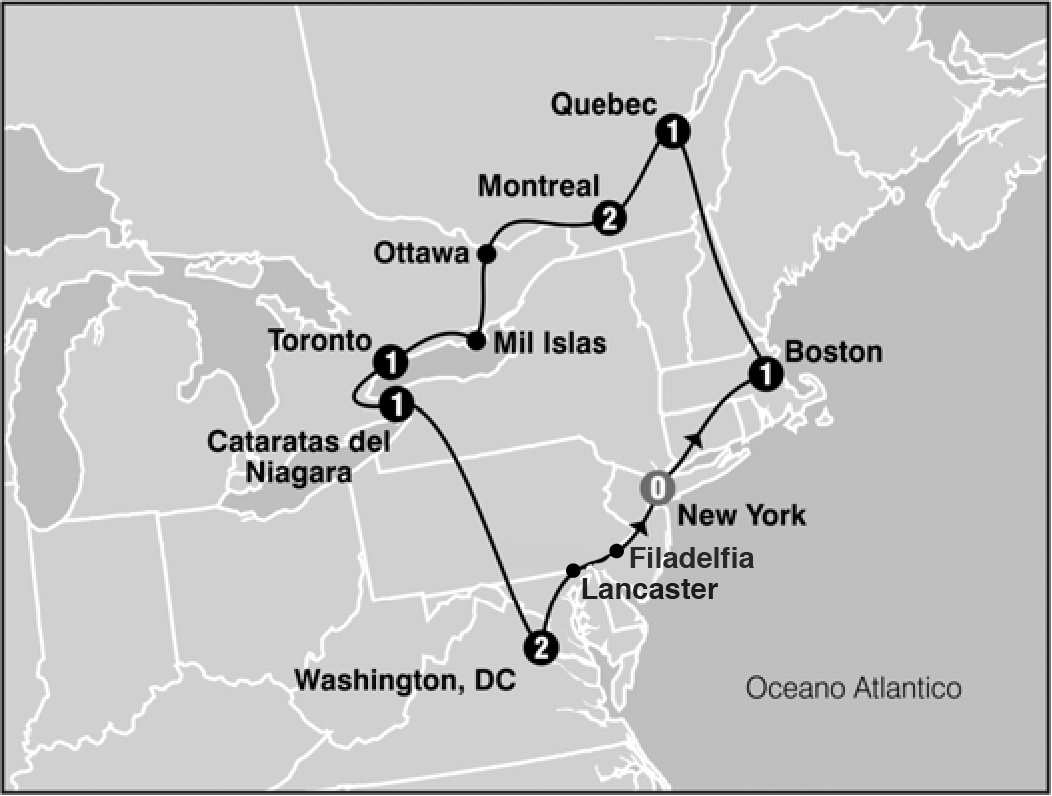 Quebec
1
Montreal
2
Ottawa
Toronto
1
Mil Islas
Boston
1
1
Cataratas del
Niagara
0
New York
Filadelfia
Lancaster
2
Washington, DC
Oceano Atlantico